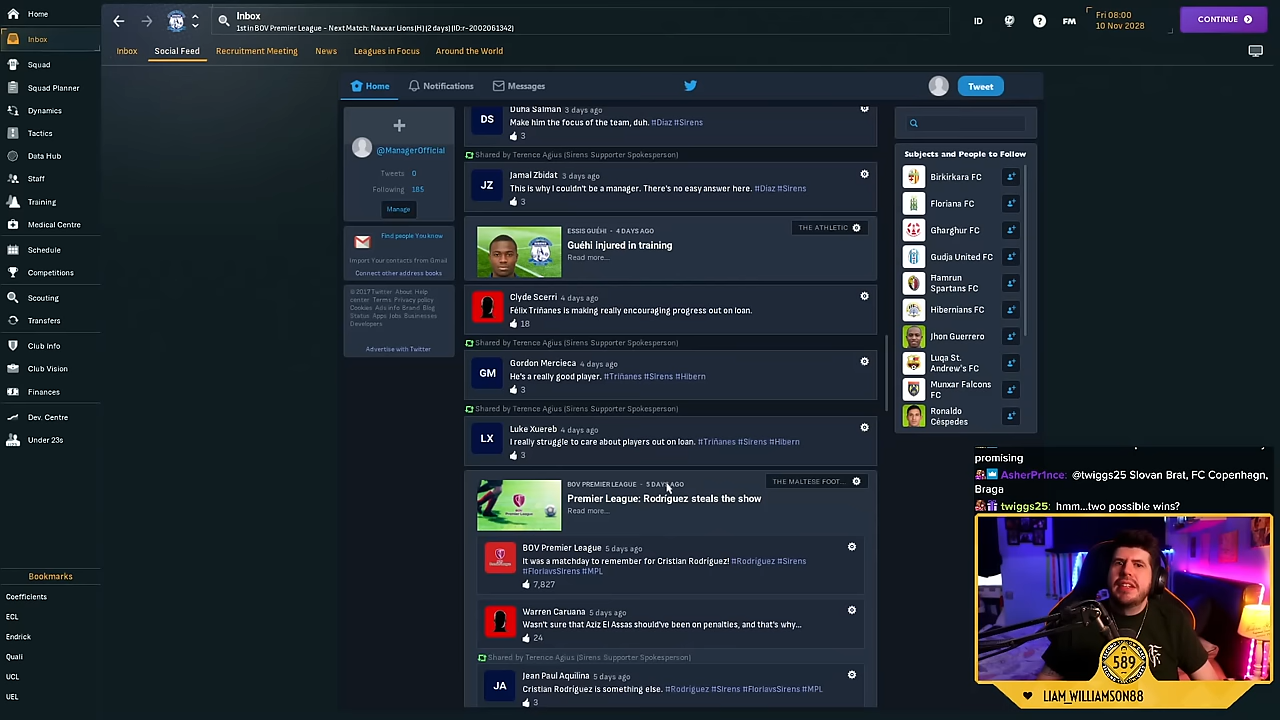 Home
Inbox
Squad
Squad Planner
Dynamics
Tactics
Data Hub
Staff
Training
Medical Centre
Schedule
Competitions
Scouting
Transfers
Club Info
Club Vision
Finances
Dev. Centre
Under 23s
Bookmarks
Coefficients
ECL
Endrick
Quali
UCL
UEL
Inbox
1st in BOV Premier League - Next Match: Naxxar Lions(H) (2 days) (ID:r-2002061342)
ID
FM
Fri 08:00
10 Nov 2028
CONTINUE
Inbox
Social Feed
Recruitment Meeting
News
Leagues in Focus
Around the World
Home
Notifications
Messages
Tweet
@ManagerOfficial
Tweets 0
Following 185
Manage
Find people You know
Import Your contacts from Gmail
Connect other address books
© 2017 Twitter About Help
center Terms Privacy policy
Cookies Ads info Brand Blog
Status Apps Jobs Businesses
Developers
Advertise with Twitter
DS
Duha Salman 3 days ago
Make him the focus of the team, duh. #Diaz #Sirens
3
Shared by Terence Agius (Sirens Supporter Spokesperson)
JZ
Jamal Zbidat 3 days ago
This is why I couldn't be a manager. There's no easy answer here. #Diaz #Sirens
3
ESSIS GUÉHI - 4 DAYS AGO
THE ATHLETIC
Guéhi injured in training
Read more...
Clyde Scerri 4 days ago
Félix Triñanes is making really encouraging progress out on loan.
18
Shared by Terence Agius (Sirens Supporter Spokesperson)
GM
Gordon Mercieca 4 days ago
He's a really good player. #Triñanes #Sirens #Hibern
3
Shared by Terence Agius (Sirens Supporter Spokesperson)
LX
Luke Xuereb 4 days ago
I really struggle to care about players out on loan. #Triñanes #Sirens #Hibern
3
BOV PREMIER LEAGUE - 5 DAYS AGO
THE MALTESE FOOT...
Premier League: Rodríguez steals the show
Read more...
BOV Premier League 5 days ago
It was a matchday to remember for Cristian Rodríguez! #Rodríguez #Sirens
#FloriavsSirens #MPL
7,827
Warren Caruana 5 days ago
Wasn't sure that Aziz El Assas should've been on penalties, and that's why...
24
Shared by Terence Agius (Sirens Supporter Spokesperson)
JA
Jean Paul Aquilina 5 days ago
Cristian Rodríguez is something else. #Rodríguez #Sirens #FloriavsSirens #MPL
3
Subjects and People to Follow
Birkirkara FC
Floriana FC
Gharghur FC
Gudja United FC
Hamrun
Spartans FC
Hibernians FC
Jhon Guerrero
Luqa St.
Andrew's FC
Munxar Falcons
FC
Ronaldo
Céspedes
promising
AsherPr1nce: @twiggs25 Slovan Brat, FC Copenhagn,
Braga
twiggs25: hmm...two possible wins?
589
LIAM_WILLIAMSON88